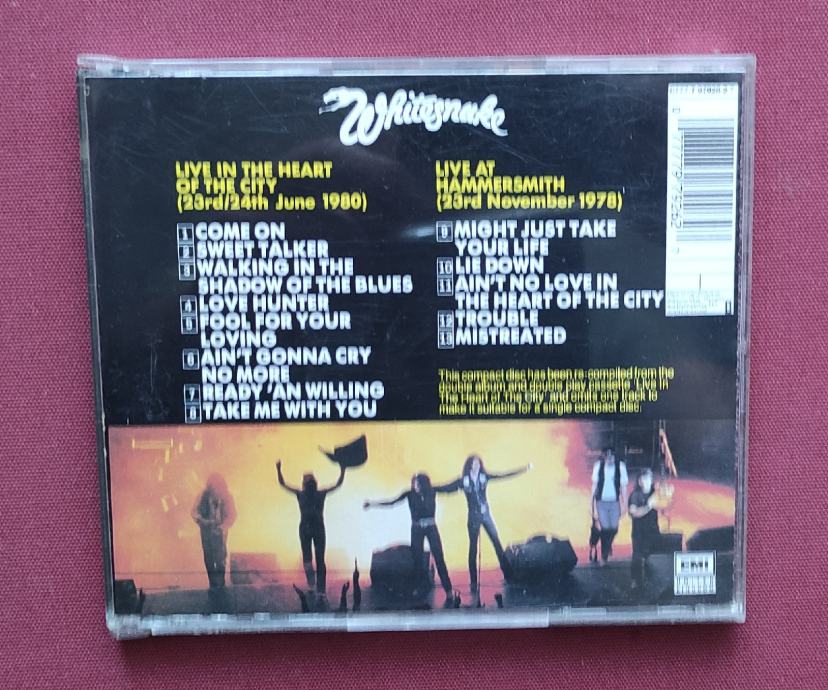 Whitesnake
LIVE IN THE HEART
OF THE CITY
(23rd/24th June 1980)
1 COME ON
2 SWEET TALKER
3 WALKING IN THE
SHADOW OF THE BLUES
4 LOVE HUNTER
5 FOOL FOR YOUR
LOVING
6 AIN'T GONNA CRY
NO MORE
7 READY 'AN WILLING
8 TAKE ME WITH YOU
LIVE AT
HAMMERSMITH
(23rd November 1978)
9 MIGHT JUST TAKE
YOUR LIFE
10 LIE DOWN
11 AIN'T NO LOVE IN
THE HEART OF THE CITY
12 TROUBLE
13 MISTREATED
This compact disc has been re-compiled from the
double album and double play cassette 'Live In
The Heart of The City' and omits one track to
make it suitable for a single compact disc.
EMI